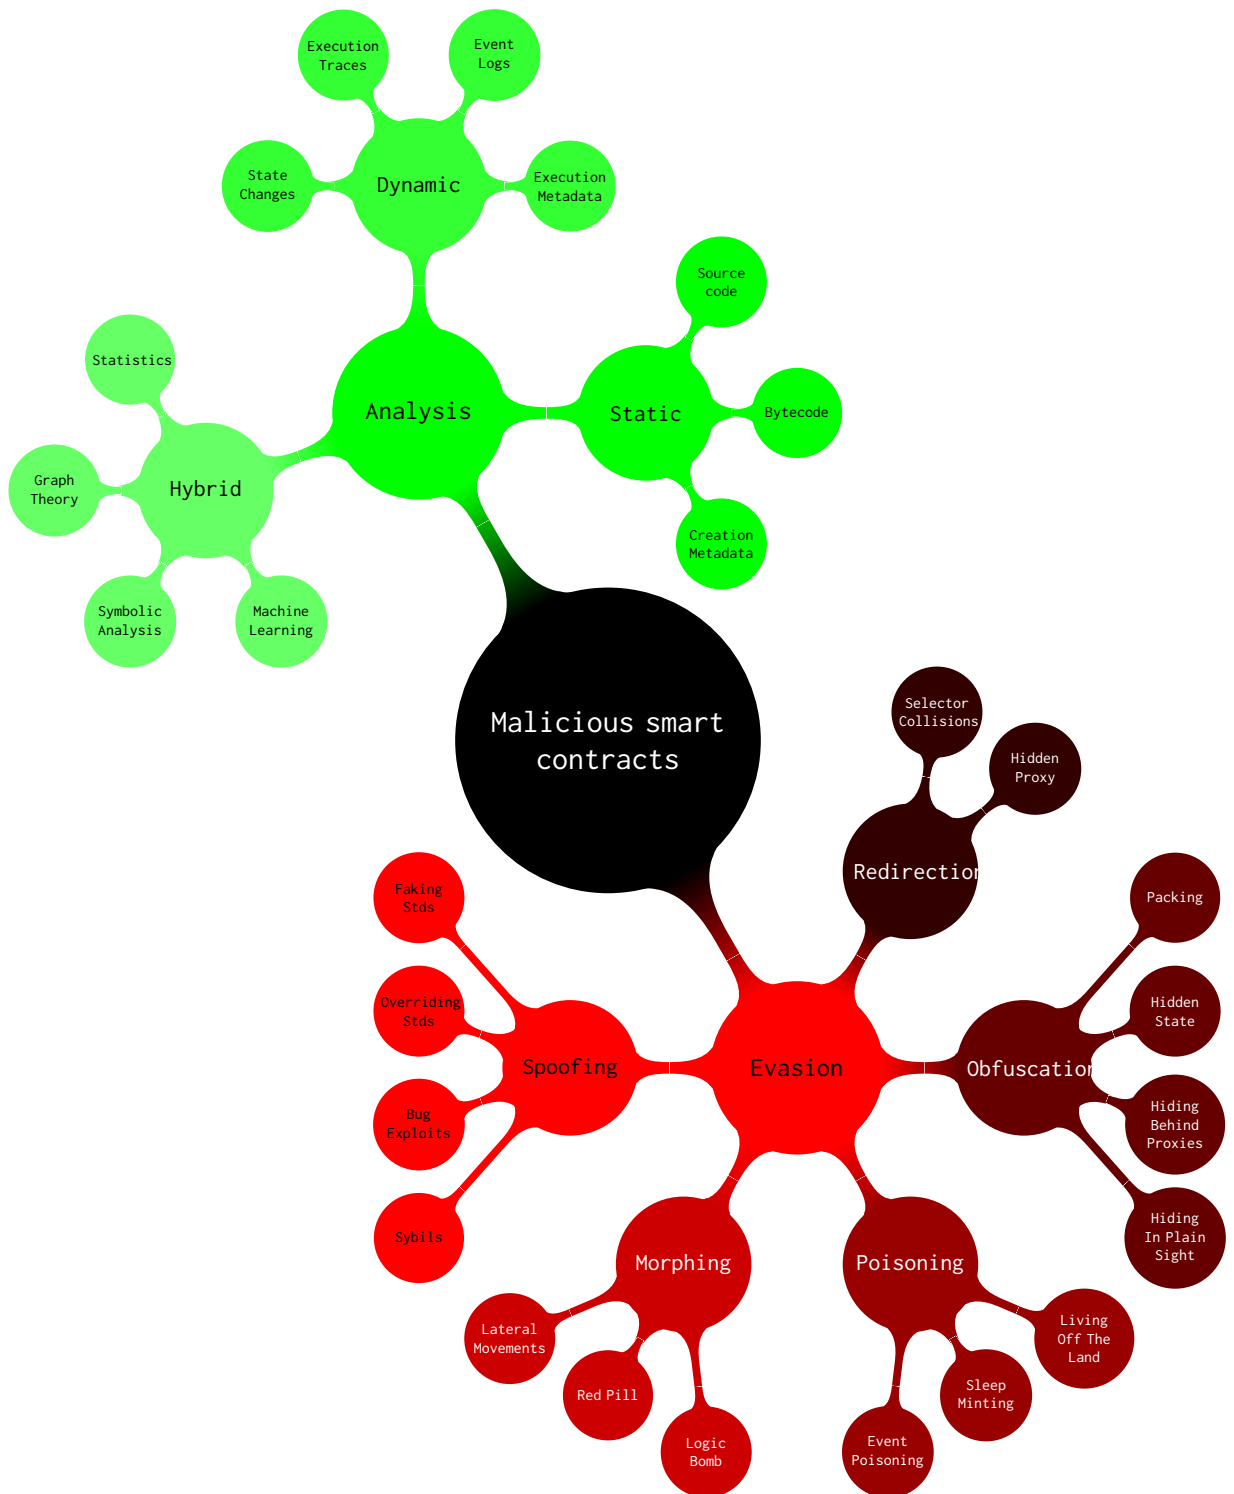 Execution
Traces
Event
Logs
State
Changes
Dynamic
Execution
Metadata
Source
code
Statistics
Analysis
Static
Bytecode
Graph
Theory
Hybrid
Creation
Metadata
Symbolic
Analysis
Machine
Learning
Malicious smart
contracts
Selector
Collisions
Hidden
Proxy
Redirection
Faking
Stds
Packing
Overriding
Stds
Hidden
State
Spoofing
Evasion
Obfuscation
Bug
Exploits
Hiding
Behind
Proxies
Sybils
Hiding
In Plain
Sight
Morphing
Poisoning
Lateral
Movements
Living
Off The
Land
Red Pill
Sleep
Minting
Logic
Bomb
Event
Poisoning